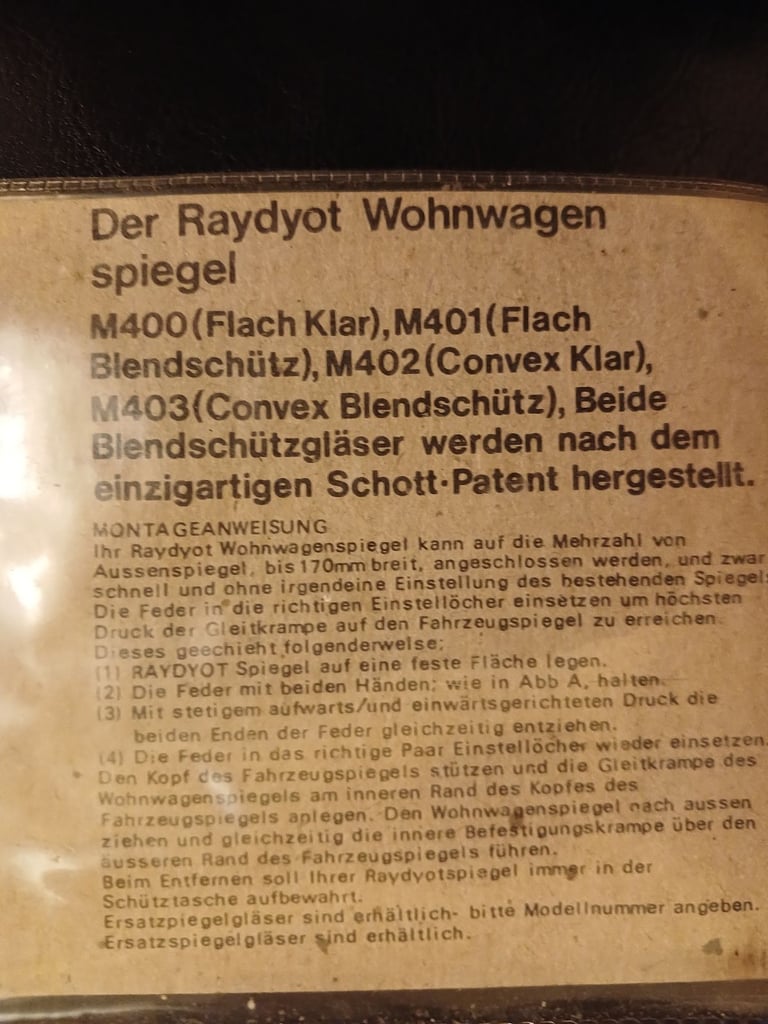 Der Raydyot Wohnwagen
spiegel
M400(Flach Klar),M401(Flach
Blendschütz),M402(Convex Klar),
M403(Convex Blendschütz), Beide
Blendschützgläser werden nach dem
einzigartigen Schott·Patent hergestellt.
MONTAGEANWEISUNG
Ihr Raydyot Wohnwagenspiegel kann auf die Mehrzahl von
Aussenspiegel, bis 170mm breit, angeschlossen werden, und zwar
schnell und ohne irgendeine Einstellung des bestehenden Spiegels
Die Feder in die richtigen Einstellöcher einsetzen um höchsten
Druck der Gleitkrampe auf den Fahrzeugspiegel zu erreichen.
Dieses geechieht folgenderweise:
(1) RAYDYOT Spiegel auf eine feste Fläche legen.
(2) Die Feder mit beiden Händen; wie in Abb A, halten.
(3) Mit stetigem aufwarts/und einwärtsgerichteten Druck die
beiden Enden der Feder gleichzeitig entziehen.
(4) Die Feder in das richtige Paar Einstellöcher wieder einsetzen.
Den Kopf des Fahrzeugspiegels stützen und die Gleitkrampe des
Wohnwagenspiegels am inneren Rand des Kopfes des
Fahrzeugspiegels anlegen. Den Wohnwagenspiegel nach aussen
ziehen und gleichzeitig die innere Befestigungskrampe über den
äusseren Rand des Fahrzeugspiegels führen.
Beim Entfernen soll Ihrer Raydyotspiegel immer in der
Schütztasche aufbewahrt.
Ersatzpiegelgläser sind erhältlich- bitte Modellnummer angeben.
Ersatzspiegelgläser sind erhältlich.